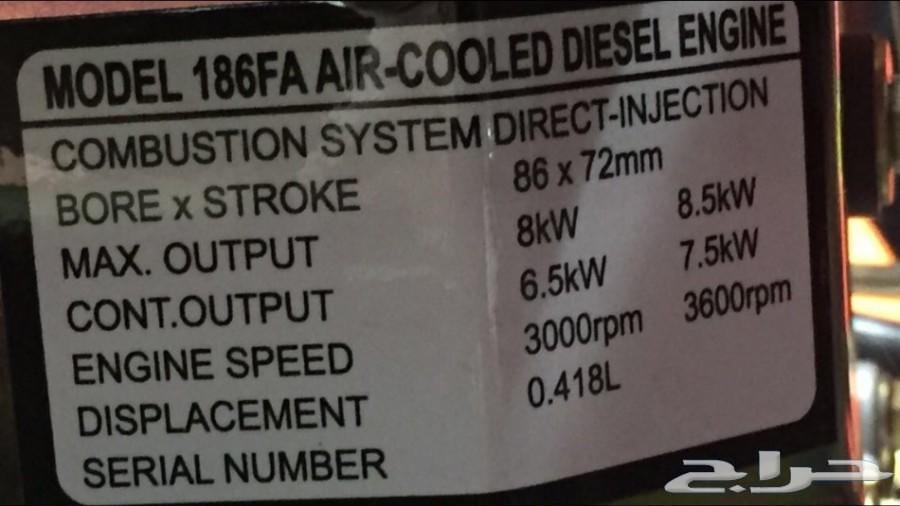 MODEL 186FA AIR-COOLED DIESEL ENGINE
COMBUSTION SYSTEM DIRECT-INJECTION
BORE x STROKE 86 x 72mm
MAX. OUTPUT 8kW 8.5kW
CONT.OUTPUT 6.5kW 7.5kW
ENGINE SPEED 3000rpm 3600rpm
DISPLACEMENT 0.418L
SERIAL NUMBER
حراج